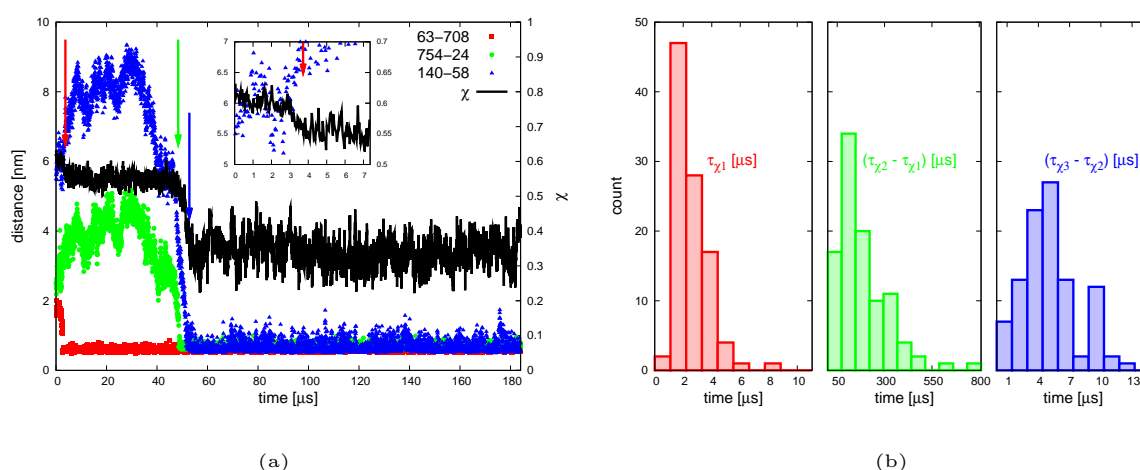 63–708
754–24
140–58
χ
distance [nm]
0 2 4 6 8 10
χ
0 0.1 0.2 0.3 0.4 0.5 0.6 0.7 0.8 0.9 1
0 20 40 60 80 100 120 140 160 180
time [μs]
5 5.5 6 6.5 7
0.5 0.55 0.6 0.65 0.7
0 1 2 3 4 5 6 7
(a)
count
0 10 20 30 40 50
τχ1 [μs]
0 2 4 6 8 10
time [μs]
(τχ2 - τχ1) [μs]
50 300 550 800
time [μs]
(τχ3 - τχ2) [μs]
1 4 7 10 13
time [μs]
(b)